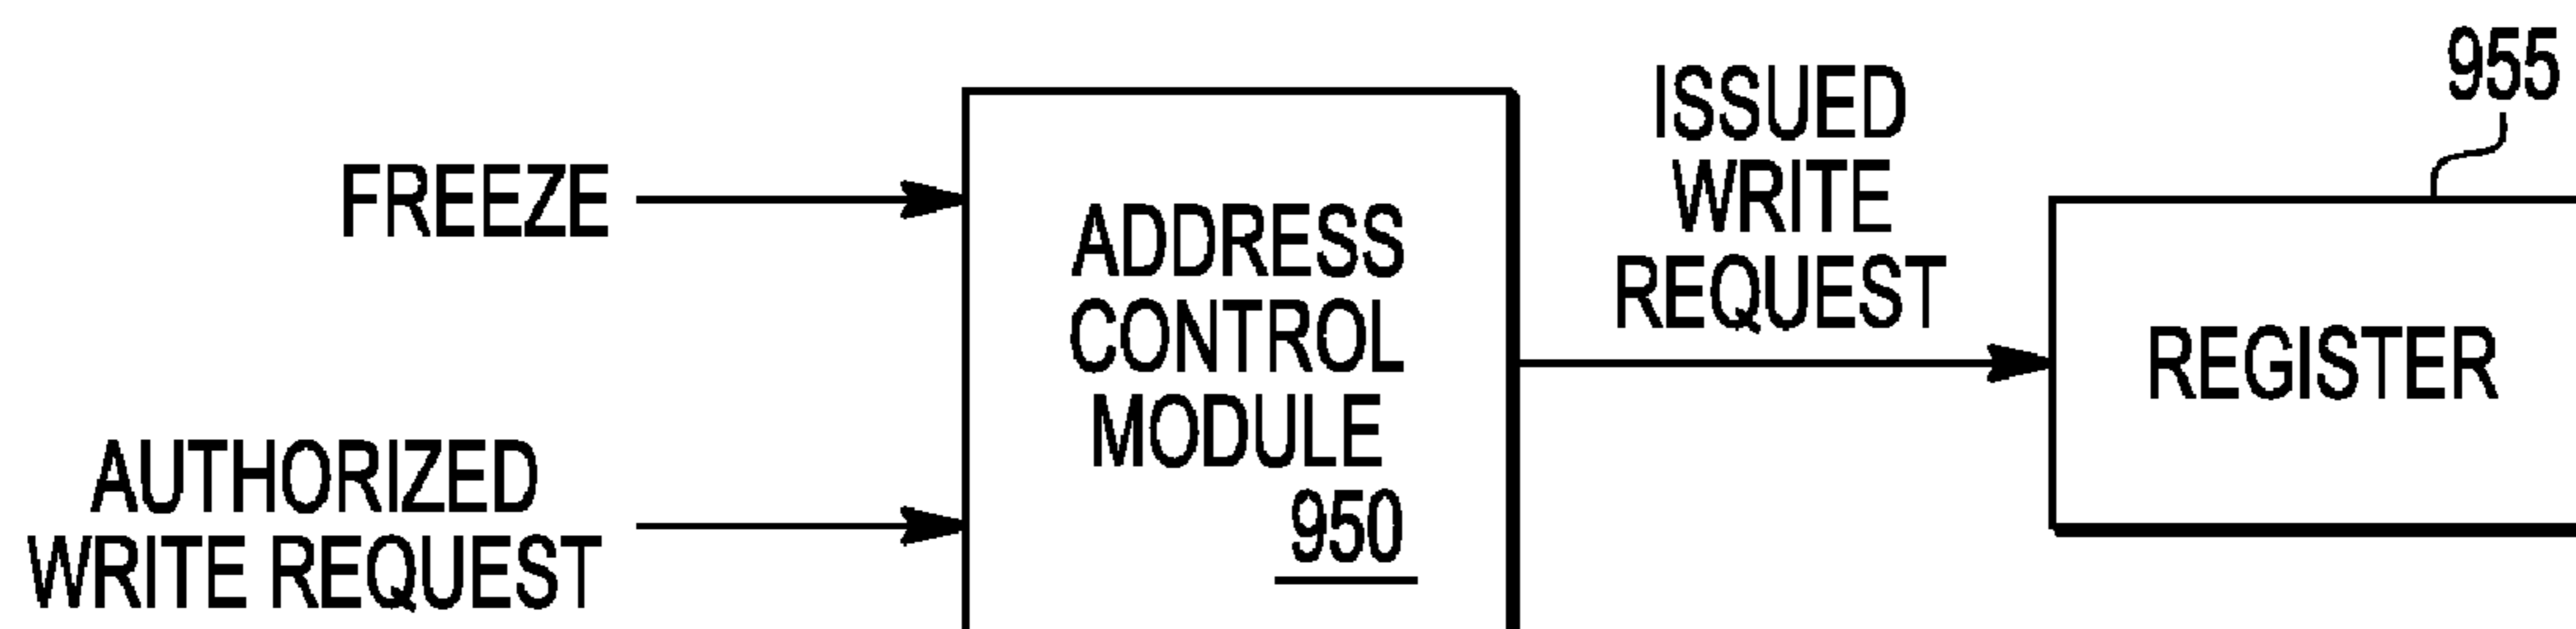 FREEZE
AUTHORIZED
WRITE REQUEST
ADDRESS
CONTROL
MODULE
950
ISSUED
WRITE
REQUEST
955
REGISTER